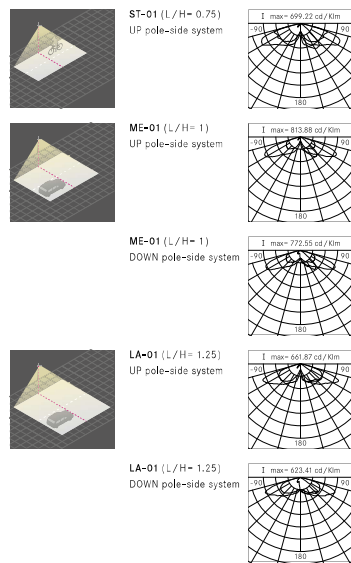 ST-01 (L/H= 0.75)
UP pole-side system
I max= 699.22 cd/Klm
-90 90
180
ME-01 (L/H= 1)
UP pole-side system
I max= 813.88 cd/Klm
-90 90
180
ME-01 (L/H= 1)
DOWN pole-side system
I max= 772.55 cd/Klm
-90 90
180
LA-01 (L/H= 1.25)
UP pole-side system
I max= 661.87 cd/Klm
-90 90
180
LA-01 (L/H= 1.25)
DOWN pole-side system
I max= 623.41 cd/Klm
-90 90
180